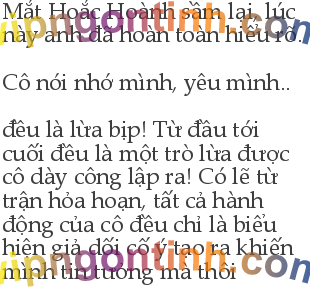 Mắt Hoắc Hoành sầm lại, lúc
này anh đã hoàn toàn hiểu rõ.
Cô nói nhớ mình, yêu mình..
đều là lừa bịp! Từ đầu tới
cuối đều là một trò lừa được
cô dày công lập ra! Có lẽ từ
trận hỏa hoạn, tất cả hành
động của cô đều chỉ là biểu
hiện giả dối cố ý tạo ra khiến
mình tin tưởng mà thôi